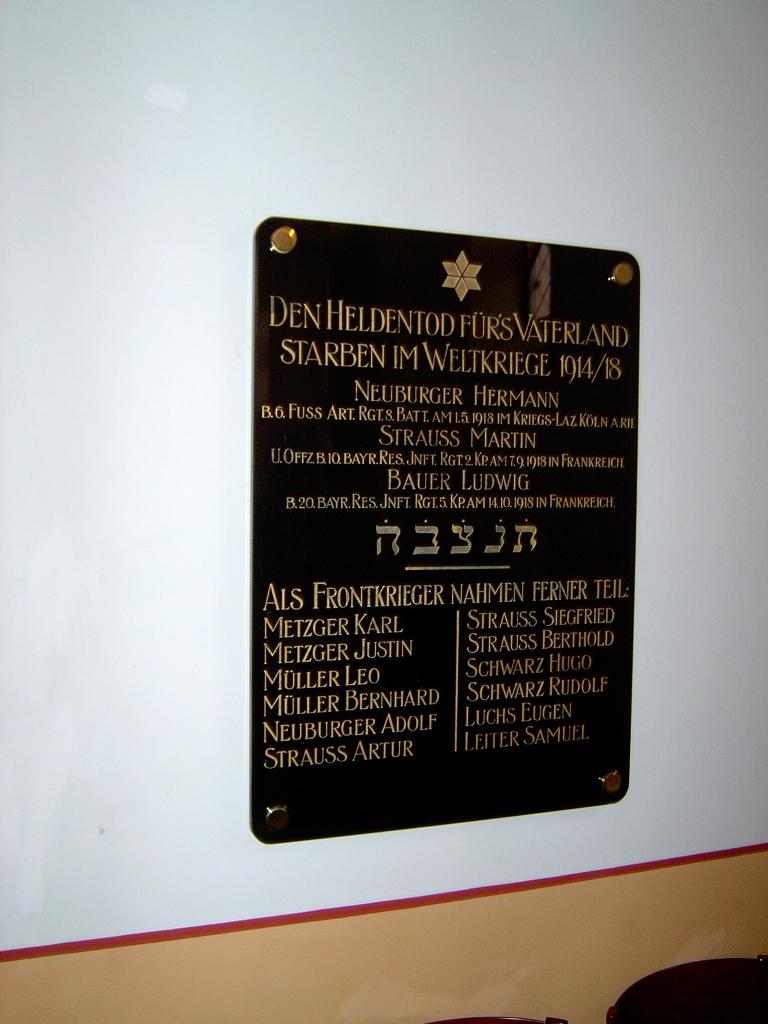 DEN HELDENTOD FÜR'S VATERLAND
STARBEN IM WELTKRIEGE 1914/18
NEUBURGER HERMANN
B.6. FUSS ART. RGT. 8. BATT. AM 1.5. 1918 IM KRIEGS-LAZ. KÖLN A.RH.
STRAUSS MARTIN
U.OFFZ. B. 10. BAYR. RES. JNFT. RGT. 2. KP. AM 7.9. 1918 IN FRANKREICH.
BAUER LUDWIG
B. 20. BAYR. RES. JNFT. RGT. 5. KP. AM 14.10. 1918 IN FRANKREICH.
ת נ צ ב ה
ALS FRONTKRIEGER NAHMEN FERNER TEIL:
METZGER KARL
METZGER JUSTIN
MÜLLER LEO
MÜLLER BERNHARD
NEUBURGER ADOLF
STRAUSS ARTUR
STRAUSS SIEGFRIED
STRAUSS BERTHOLD
SCHWARZ HUGO
SCHWARZ RUDOLF
LUCHS EUGEN
LEITER SAMUEL